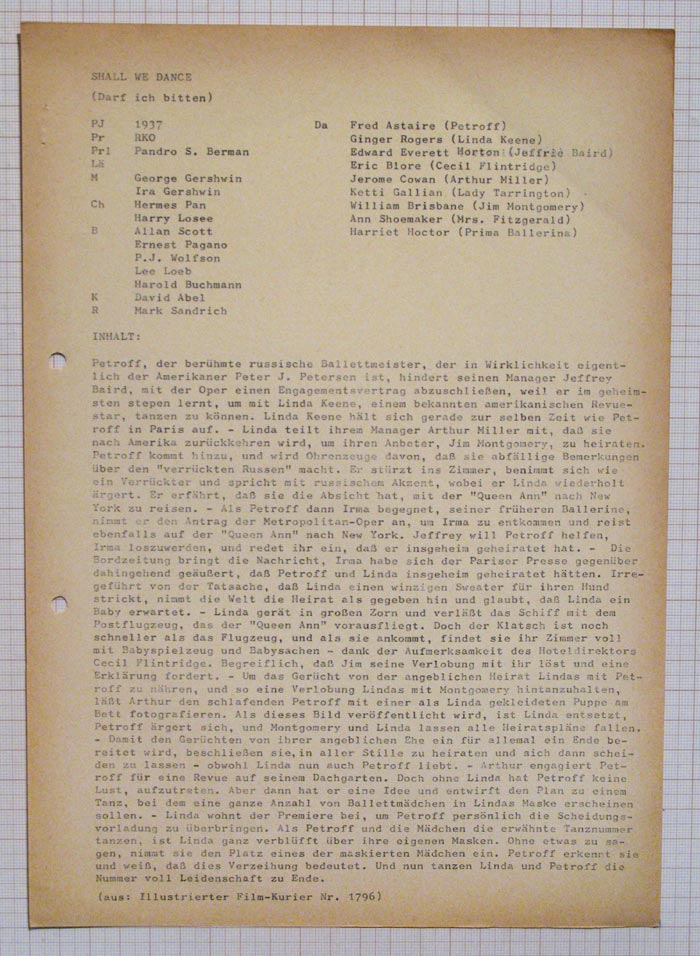 SHALL WE DANCE
(Darf ich bitten)
PJ 1937
Pr RKO
Prl Pandro S. Berman
Lä
M George Gershwin
Ira Gershwin
Ch Hermes Pan
Harry Losee
B Allan Scott
Ernest Pagano
P.J. Wolfson
Lee Loeb
Harold Buchmann
K David Abel
R Mark Sandrich
Da Fred Astaire (Petroff)
Ginger Rogers (Linda Keene)
Edward Everett Horton (Jeffrie Baird)
Eric Blore (Cecil Flintridge)
Jerome Cowan (Arthur Miller)
Ketti Gallian (Lady Tarrington)
William Brisbane (Jim Montgomery)
Ann Shoemaker (Mrs. Fitzgerald)
Harriet Hoctor (Prima Ballerina)
INHALT:
Petroff, der berühmte russische Ballettmeister, der in Wirklichkeit eigent-
lich der Amerikaner Peter J. Petersen ist, hindert seinen Manager Jeffrey
Baird, mit der Oper einen Engagementsvertrag abzuschließen, weil er im geheim-
sten stepen lernt, um mit Linda Keene, einem bekannten amerikanischen Revue-
star, tanzen zu können. Linda Keene hält sich gerade zur selben Zeit wie Pet-
roff in Paris auf. - Linda teilt ihrem Manager Arthur Miller mit, daß sie
nach Amerika zurückkehren wird, um ihren Anbeter, Jim Montgomery, zu heiraten.
Petroff kommt hinzu, und wird Ohrenzeuge davon, daß sie abfällige Bemerkungen
über den "verrückten Russen" macht. Er stürzt ins Zimmer, benimmt sich wie
ein Verrückter und spricht mit russischem Akzent, wobei er Linda wiederholt
ärgert. Er erfährt, daß sie die Absicht hat, mit der "Queen Ann" nach New
York zu reisen. - Als Petroff dann Irma begegnet, seiner früheren Ballerine,
nimmt er den Antrag der Metropolitan-Oper an, um Irma zu entkommen und reist
ebenfalls auf der "Queen Ann" nach New York. Jeffrey will Petroff helfen,
Irma loszuwerden, und redet ihr ein, daß er insgeheim geheiratet hat. - Die
Bordzeitung bringt die Nachricht, Irma habe sich der Pariser Presse gegenüber
dahingehend geäußert, daß Petroff und Linda insgeheim geheiratet hätten. Irre-
geführt von der Tatsache, daß Linda einen winzigen Sweater für ihren Hund
strickt, nimmt die Welt die Heirat als gegeben hin und glaubt, daß Linda ein
Baby erwartet. - Linda gerät in großen Zorn und verläßt das Schiff mit dem
Postflugzeug, das der "Queen Ann" vorausfliegt. Doch der Klatsch ist noch
schneller als das Flugzeug, und als sie ankommt, findet sie ihr Zimmer voll
mit Babyspielzeug und Babysachen - dank der Aufmerksamkeit des Hoteldirektors
Cecil Flintridge. Begreiflich, daß Jim seine Verlobung mit ihr löst und eine
Erklärung fordert. - Um das Gerücht von der angeblichen Heirat Lindas mit Pet-
roff zu nähren, und so eine Verlobung Lindas mit Montgomery hintanzuhalten,
läßt Arthur den schlafenden Petroff mit einer als Linda gekleideten Puppe am
Bett fotografieren. Als dieses Bild veröffentlicht wird, ist Linda entsetzt,
Petroff ärgert sich, und Montgomery und Linda lassen alle Heiratspläne fallen.
- Damit den Gerüchten von ihrer angeblichen Ehe ein für allemal ein Ende be-
reitet wird, beschließen sie, in aller Stille zu heiraten und sich dann schei-
den zu lassen - obwohl Linda nun auch Petroff liebt. - Arthur engagiert Pet-
roff für eine Revue auf seinem Dachgarten. Doch ohne Linda hat Petroff keine
Lust, aufzutreten. Aber dann hat er eine Idee und entwirft den Plan zu einem
Tanz, bei dem eine ganze Anzahl von Ballettmädchen in Lindas Maske erscheinen
sollen. - Linda wohnt der Premiere bei, um Petroff persönlich die Scheidungs-
vorladung zu überbringen. Als Petroff und die Mädchen die erwähnte Tanznummer
tanzen, ist Linda ganz verblüfft über ihre eigenen Masken. Ohne etwas zu sa-
gen, nimmt sie den Platz eines der maskierten Mädchen ein. Petroff erkennt sie
und weiß, daß dies Verzeihung bedeutet. Und nun tanzen Linda und Petroff die
Nummer voll Leidenschaft zu Ende.
(aus: Illustrierter Film-Kurier Nr. 1796)